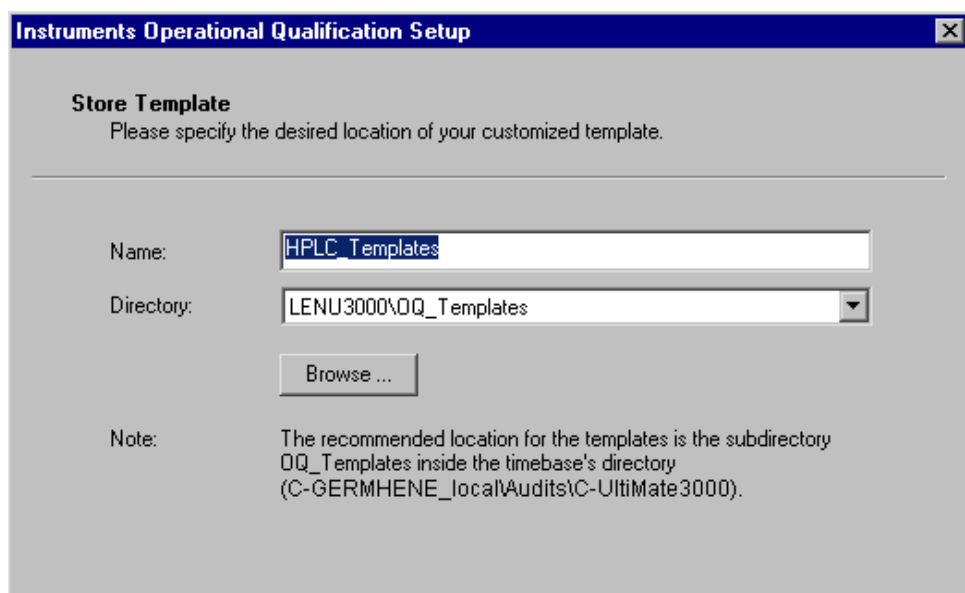 Instruments Operational Qualification Setup
Store Template
Please specify the desired location of your customized template.
Name: HPLC_Templates
Directory: LENU3000\OQ_Templates
Browse ...
Note: The recommended location for the templates is the subdirectory
OQ_Templates inside the timebase's directory
(C-GERMHENE_local\Audits\C-UltiMate3000).